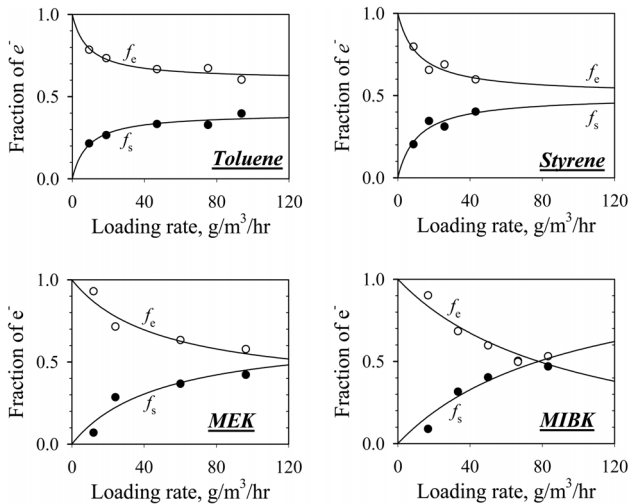 Fraction of e⁻
1.0
0.5
0.0
fe
fs
Toluene
0 40 80 120
Loading rate, g/m³/hr
Fraction of e⁻
1.0
0.5
0.0
fe
fs
Styrene
0 40 80 120
Loading rate, g/m³/hr
Fraction of e⁻
1.0
0.5
0.0
fe
fs
MEK
0 40 80 120
Loading rate, g/m³/hr
Fraction of e⁻
1.0
0.5
0.0
fe
fs
MIBK
0 40 80 120
Loading rate, g/m³/hr